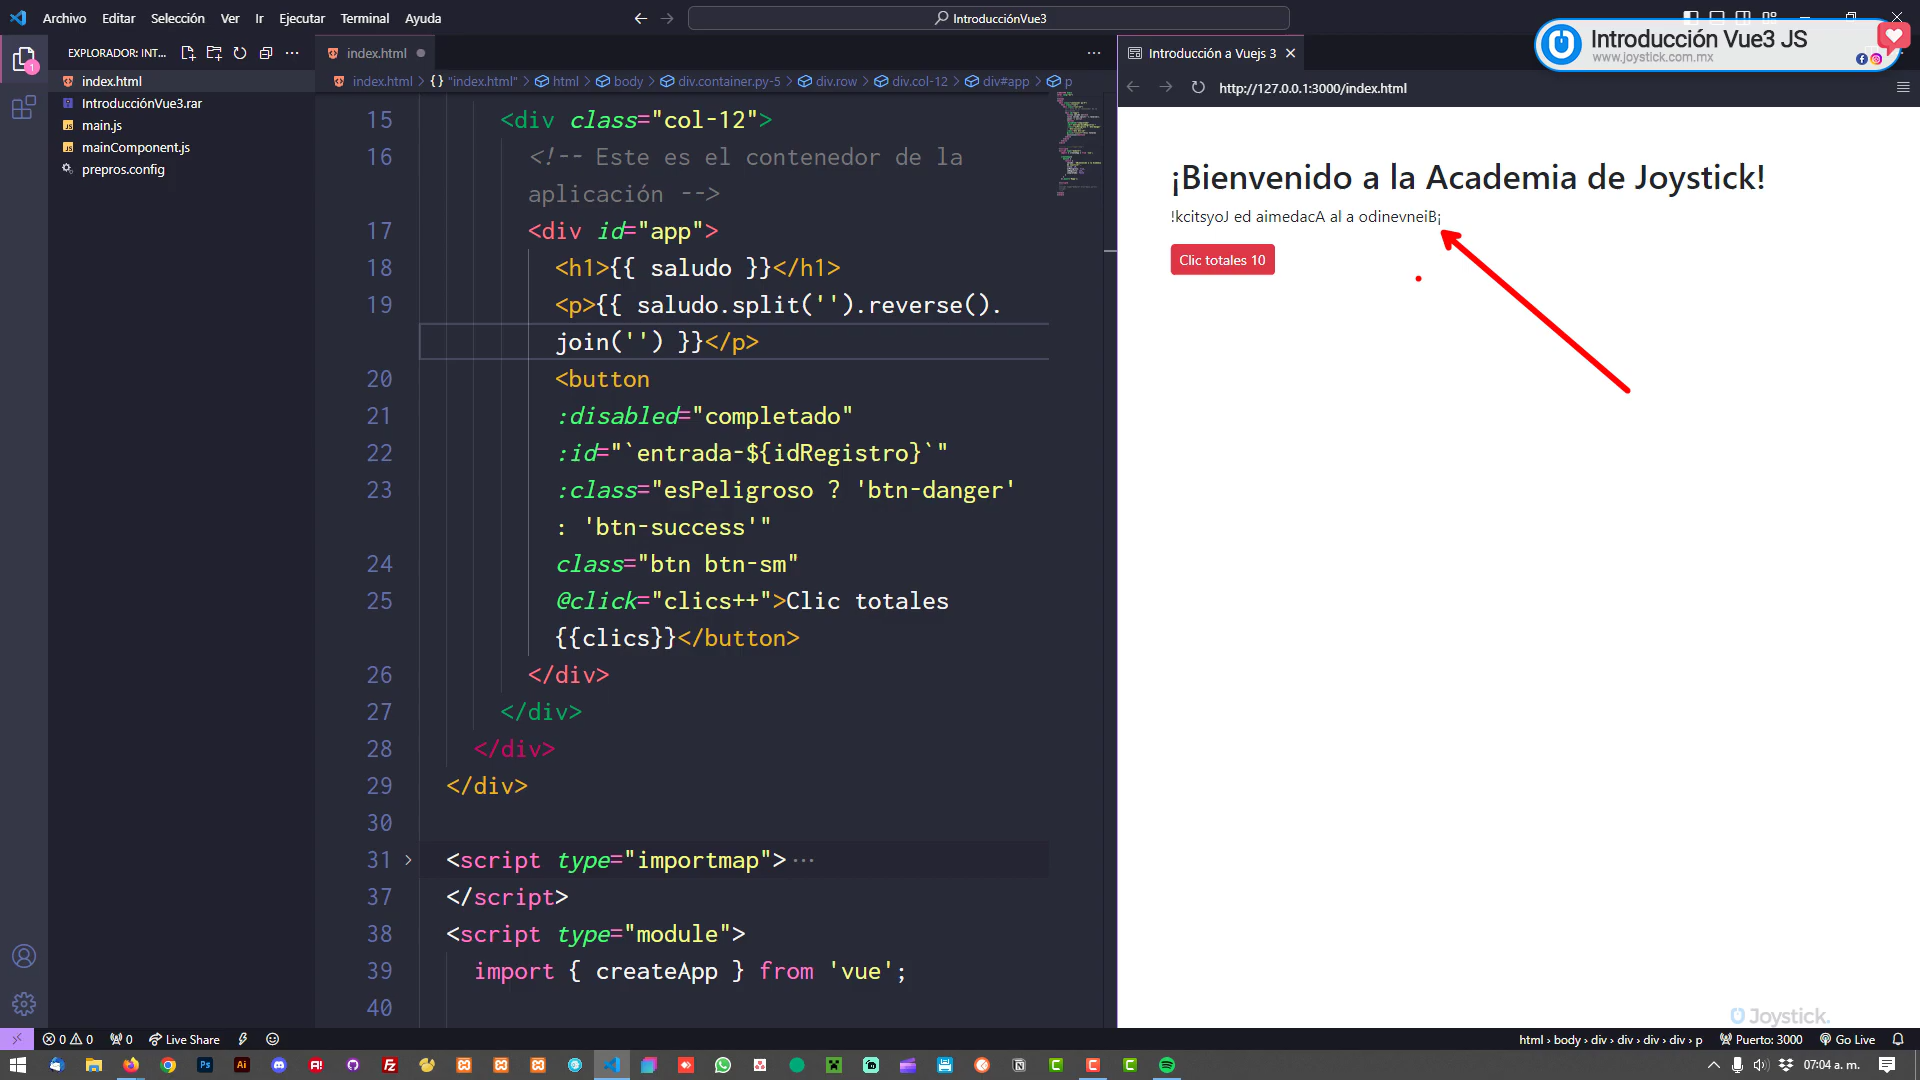 Archivo Editar Selección Ver Ir Ejecutar Terminal Ayuda
IntroducciónVue3
Introducción Vue3 JS
www.joystick.com.mx
EXPLORADOR: INT...
index.html
IntroducciónVue3.rar
main.js
mainComponent.js
prepros.config
1
index.html
index.html > {} "index.html" > html > body > div.container.py-5 > div.row > div.col-12 > div#app > p
15 <div class="col-12">
16 <!-- Este es el contenedor de la
aplicación -->
17 <div id="app">
18 <h1>{{ saludo }}</h1>
19 <p>{{ saludo.split('').reverse().
join('') }}</p>
20 <button
21 :disabled="completado"
22 :id="`entrada-${idRegistro}`"
23 :class="esPeligroso ? 'btn-danger'
: 'btn-success'"
24 class="btn btn-sm"
25 @click="clics++">Clic totales
{{clics}}</button>
26 </div>
27 </div>
28 </div>
29 </div>
30
31 <script type="importmap">···
37 </script>
38 <script type="module">
39 import { createApp } from 'vue';
40
Introducción a Vuejs 3
http://127.0.0.1:3000/index.html
¡Bienvenido a la Academia de Joystick!
!kcitsyoJ ed aimedacA al a odinevneiB¡
Clic totales 10
Joystick.
0 0 0 Live Share
html › body › div › div › div › div › p Puerto: 3000 Go Live
Ps Ai A! Fz N C C C
07:04 a. m.